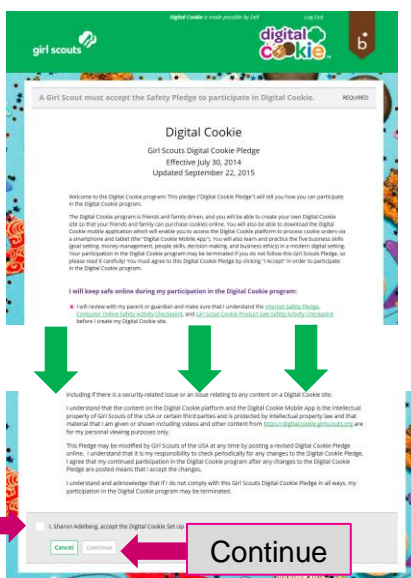 Digital Cookie is made possible by Dell
Log Out
girl scouts
digital
cookie
b
A Girl Scout must accept the Safety Pledge to participate in Digital Cookie.
REQUIRED
Digital Cookie
Girl Scouts Digital Cookie Pledge
Effective July 30, 2014
Updated September 22, 2015
Welcome to the Digital Cookie program! This pledge ("Digital Cookie Pledge") will tell you how you can participate
in the Digital Cookie program.
The Digital Cookie program is friends and family driven, and you will be able to create your own Digital Cookie
site so that your friends and family can purchase cookies online. You will also be able to download the Digital
Cookie mobile application which will enable you to access the Digital Cookie platform to process cookie orders via
a smartphone and tablet (the "Digital Cookie Mobile App"). You will also learn and practice the five business skills
(goal setting, money management, people skills, decision making, and business ethics) in a modern digital setting.
Your participation in the Digital Cookie program may be terminated if you do not follow this Girl Scouts Pledge, so
please read it carefully! You must agree to this Digital Cookie Pledge by clicking "I Accept" in order to participate
in the Digital Cookie program.
I will keep safe online during my participation in the Digital Cookie program:
I will review with my parent or guardian and make sure that I understand the Internet Safety Pledge,
Computer Online Safety Activity Checkpoint, and Girl Scout Cookie Product Sale Safety Activity Checkpoint
before I create my Digital Cookie site.
including if there is a security-related issue or an issue relating to any content on a Digital Cookie site.
I understand that the content on the Digital Cookie platform and the Digital Cookie Mobile App is the intellectual
property of Girl Scouts of the USA or certain third parties and is protected by intellectual property law and that
material that I am given or shown including videos and other content from https://digitalcookie.girlscouts.org are
for my personal viewing purposes only.
This Pledge may be modified by Girl Scouts of the USA at any time by posting a revised Digital Cookie Pledge
online. I understand that it is my responsibility to check periodically for any changes to the Digital Cookie Pledge.
I agree that my continued participation in the Digital Cookie program after any changes to the Digital Cookie
Pledge are posted means that I accept the changes.
I understand and acknowledge that if I do not comply with this Girl Scouts Digital Cookie Pledge in all ways, my
participation in the Digital Cookie program may be terminated.
I, Sharon Adelberg, accept the Digital Cookie Set Up
Cancel
Continue
Continue